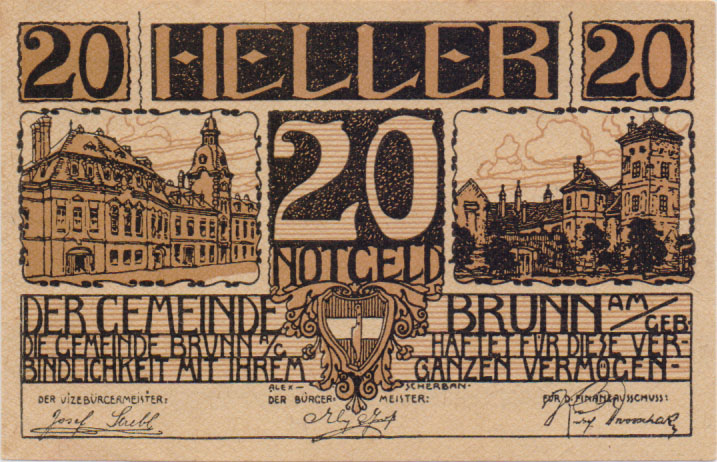 20 HELLER 20
20
NOTGELD
DER GEMEINDE BRUNN AM/GEB.
DIE GEMEINDE BRUNN A/G. HAFTET FÜR DIESE VER-
BINDLICHKEIT MIT IHREM GANZEN VERMÖGEN-
ALEX- SCHERBAN-
DER VIZEBÜRGERMEISTER: DER BÜRGER- MEISTER: FÜR D. FINANZAUSSCHUSS:
Josef